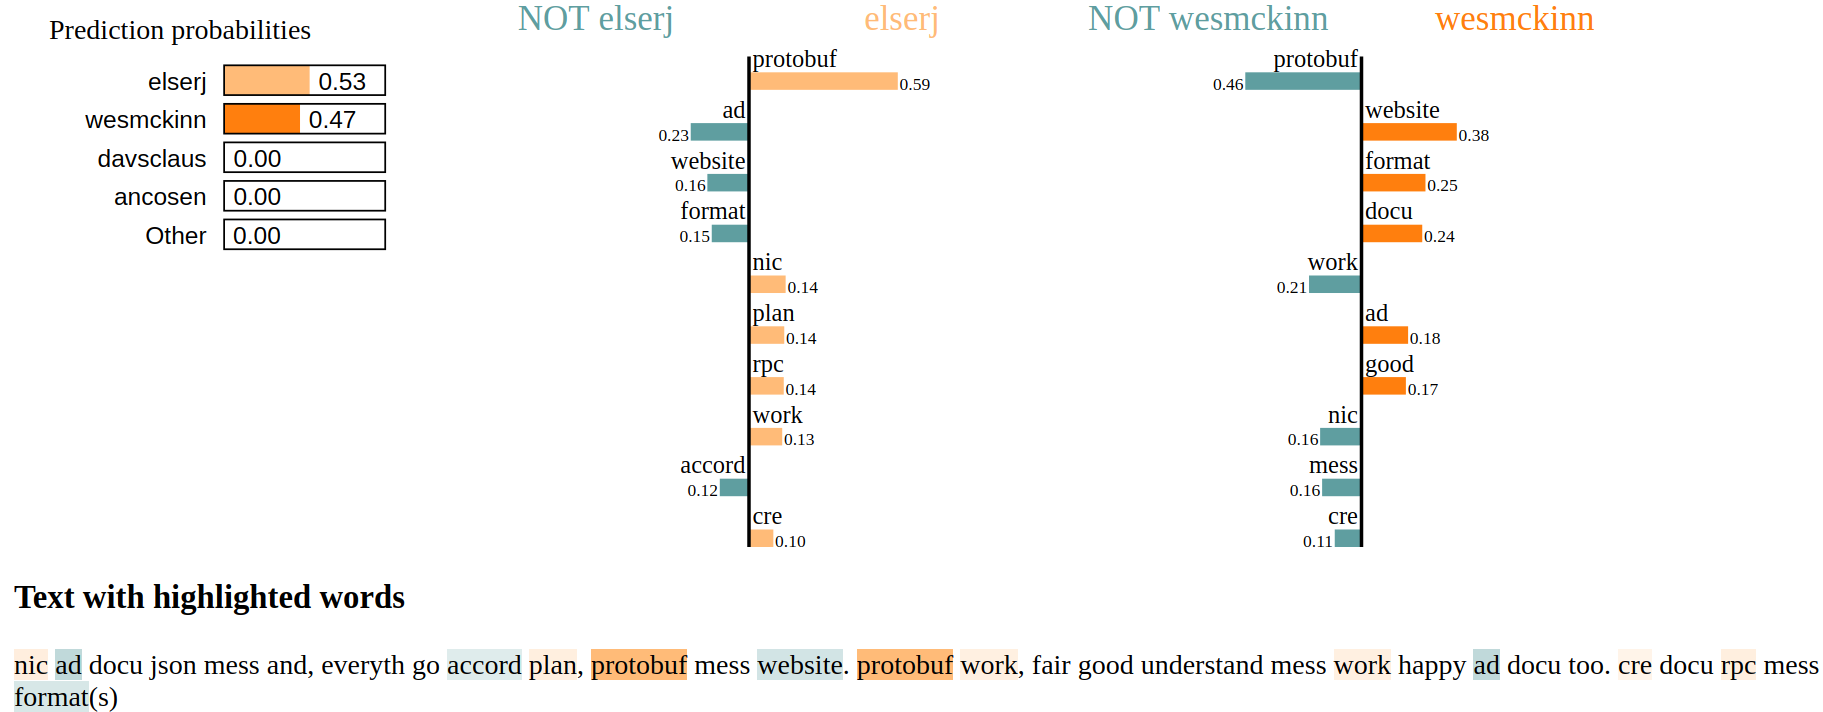 Prediction probabilities
elserj 0.53
wesmckinn 0.47
davsclaus 0.00
ancosen 0.00
Other 0.00
NOT elserj elserj
protobuf
0.59
ad
0.23
website
0.16
format
0.15
nic
0.14
plan
0.14
rpc
0.14
work
0.13
accord
0.12
cre
0.10
NOT wesmckinn wesmckinn
protobuf
0.46
website
0.38
format
0.25
docu
0.24
work
0.21
ad
0.18
good
0.17
nic
0.16
mess
0.16
cre
0.11
Text with highlighted words
nic ad docu json mess and, everyth go accord plan, protobuf mess website. protobuf work, fair good understand mess work happy ad docu too. cre docu rpc mess
format(s)